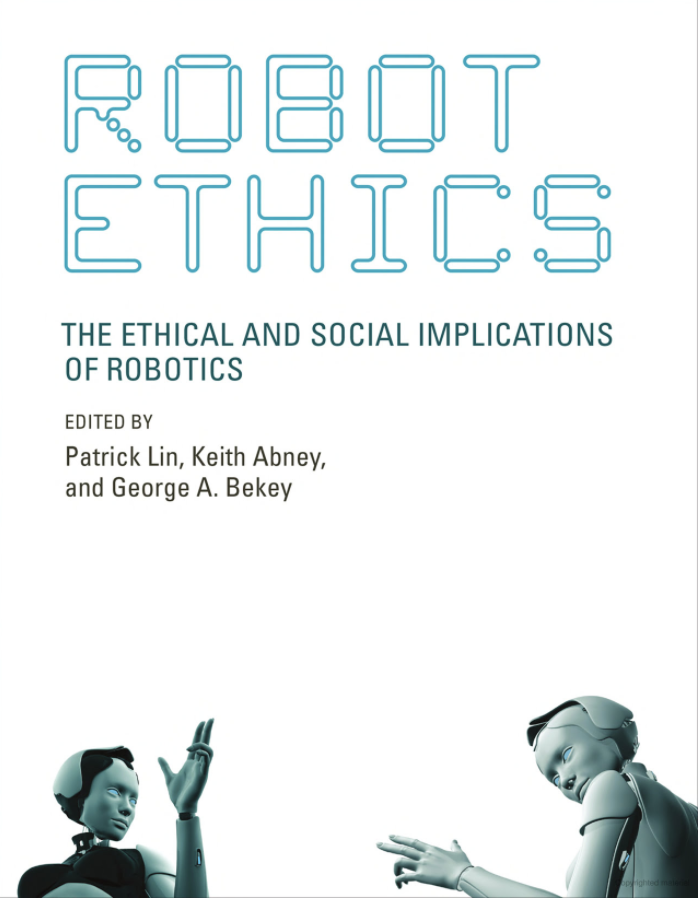 ROBOT
ETHICS
THE ETHICAL AND SOCIAL IMPLICATIONS
OF ROBOTICS
EDITED BY
Patrick Lin, Keith Abney,
and George A. Bekey